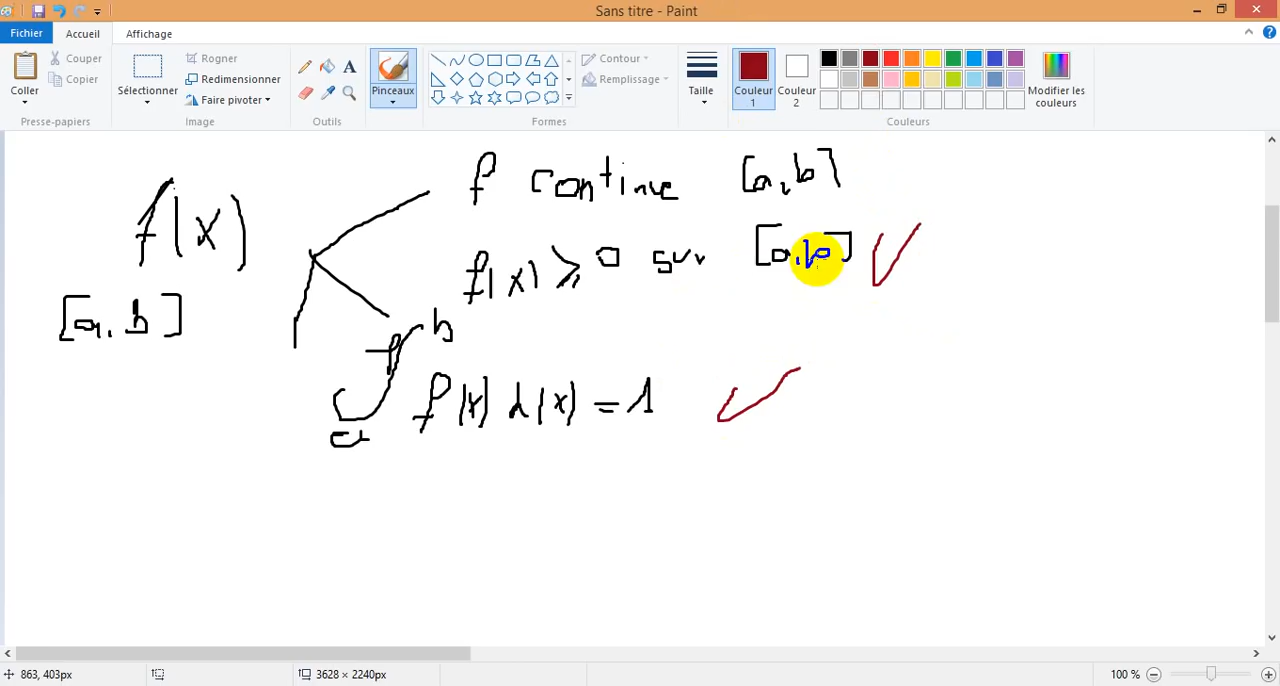 Sans titre - Paint
Fichier Accueil Affichage
Coller
Couper
Copier
Presse-papiers
Sélectionner
Rogner
Redimensionner
Faire pivoter
Image
A
Outils
Pinceaux
Contour
Remplissage
Formes
Taille
Couleur 1
Couleur 2
Modifier les couleurs
Couleurs
f(x)
[a, b]
f continue [a, b]
f(x) ≥ 0 sur [a, b]
∫ a b f(x) d(x) = 1
863, 403px
3628 × 2240px
100 %